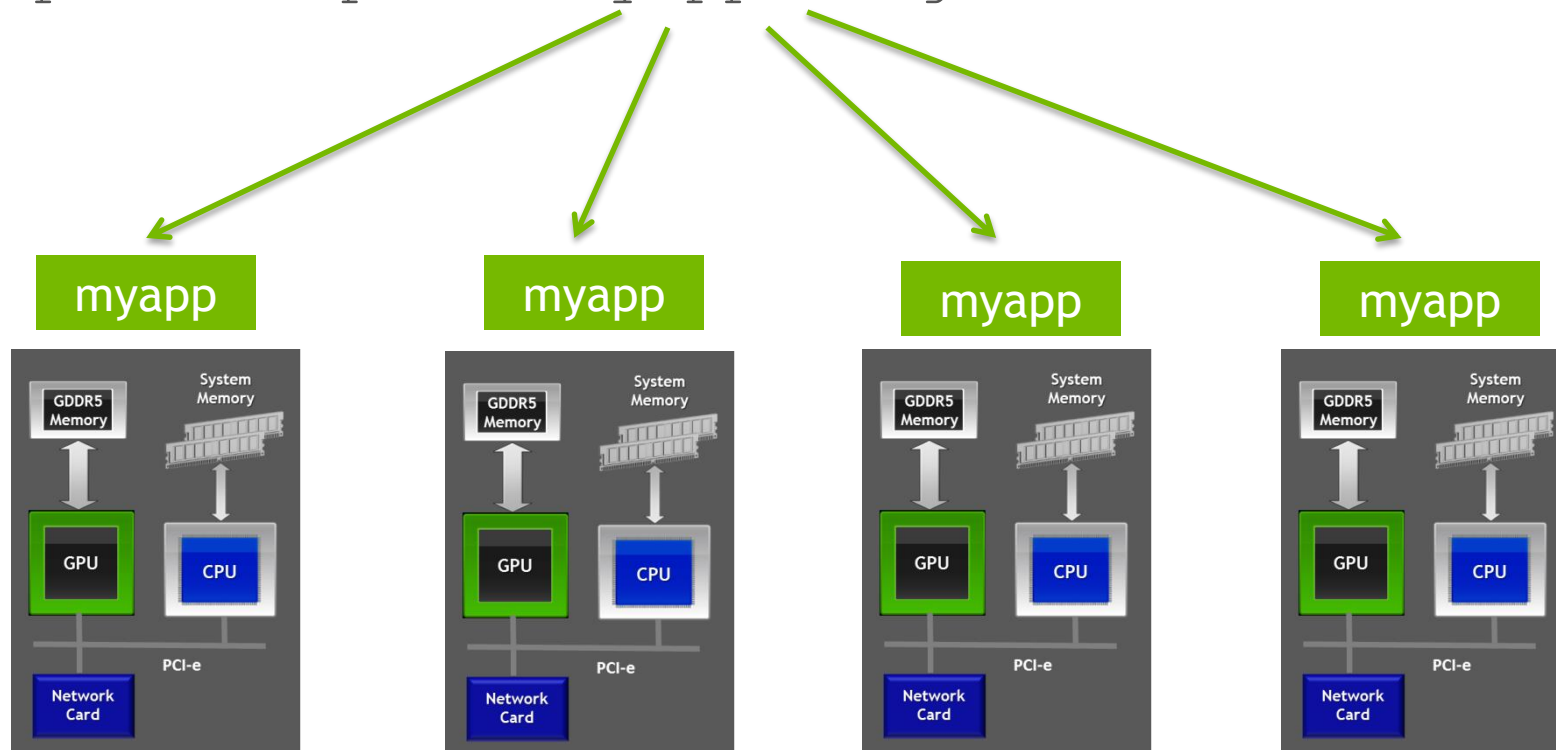 myapp
myapp
myapp
myapp
GDDR5
Memory
System
Memory
GPU
CPU
PCI-e
Network
Card
GDDR5
Memory
System
Memory
GPU
CPU
PCI-e
Network
Card
GDDR5
Memory
System
Memory
GPU
CPU
PCI-e
Network
Card
GDDR5
Memory
System
Memory
GPU
CPU
PCI-e
Network
Card